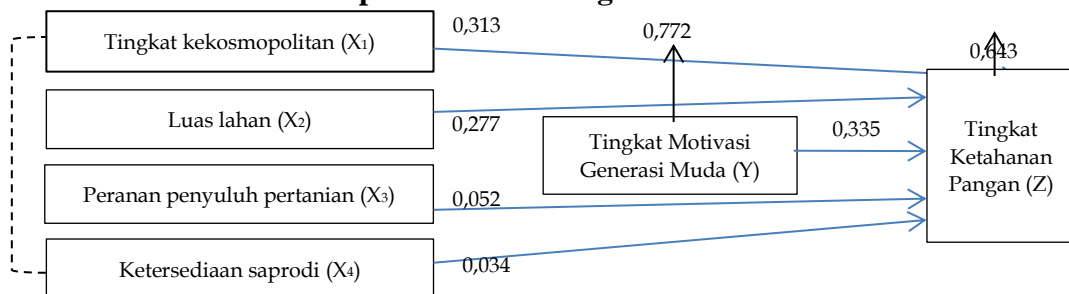 Tingkat kekosmopolitan (X1)
0,313
0,772
0,643
Luas lahan (X2)
0,277
Tingkat Motivasi
Generasi Muda (Y)
0,335
Tingkat
Ketahanan
Pangan (Z)
Peranan penyuluh pertanian (X3)
0,052
Ketersediaan saprodi (X4)
0,034